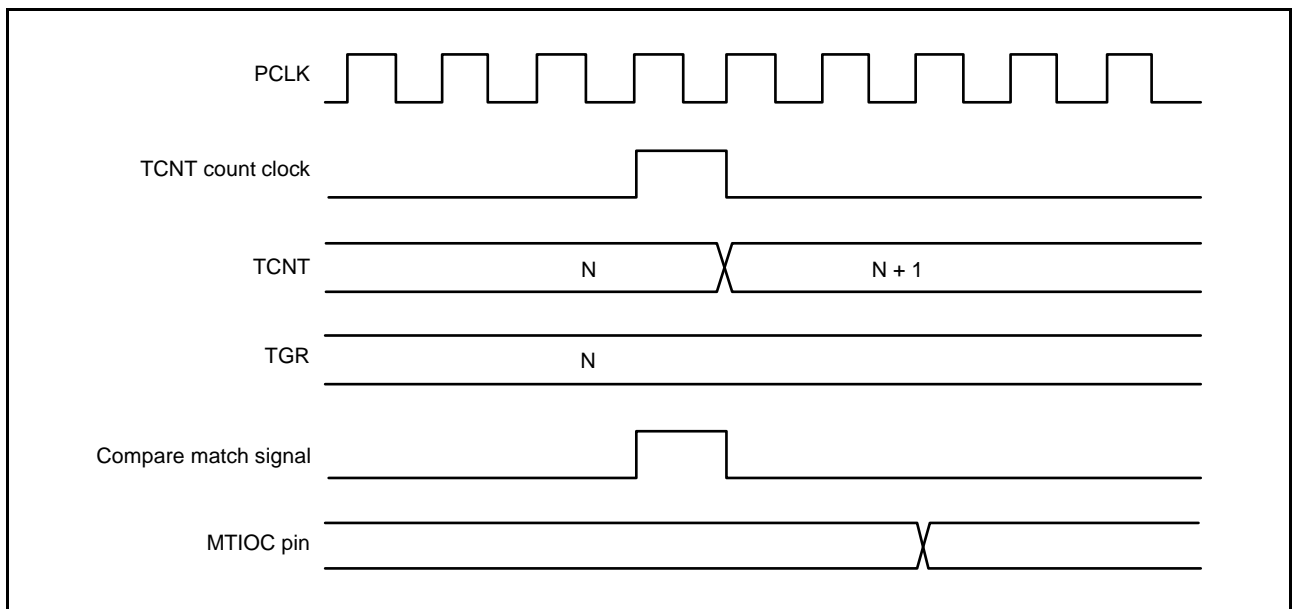 PCLK
TCNT count clock
TCNT
N
N + 1
TGR
N
Compare match signal
MTIOC pin